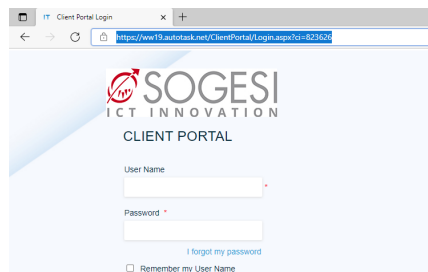 Client Portal Login
https://ww19.autotask.net/ClientPortal/Login.aspx?ci=823626
SOGESI
ICT INNOVATION
CLIENT PORTAL
User Name
*
Password *
I forgot my password
Remember my User Name